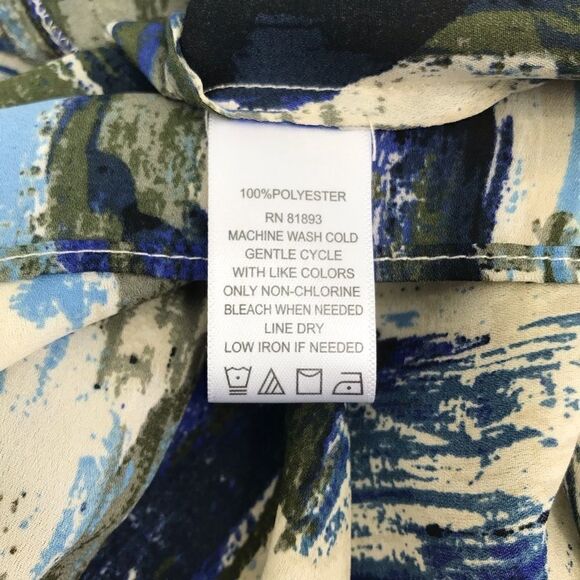 100%POLYESTER
RN 81893
MACHINE WASH COLD
GENTLE CYCLE
WITH LIKE COLORS
ONLY NON-CHLORINE
BLEACH WHEN NEEDED
LINE DRY
LOW IRON IF NEEDED